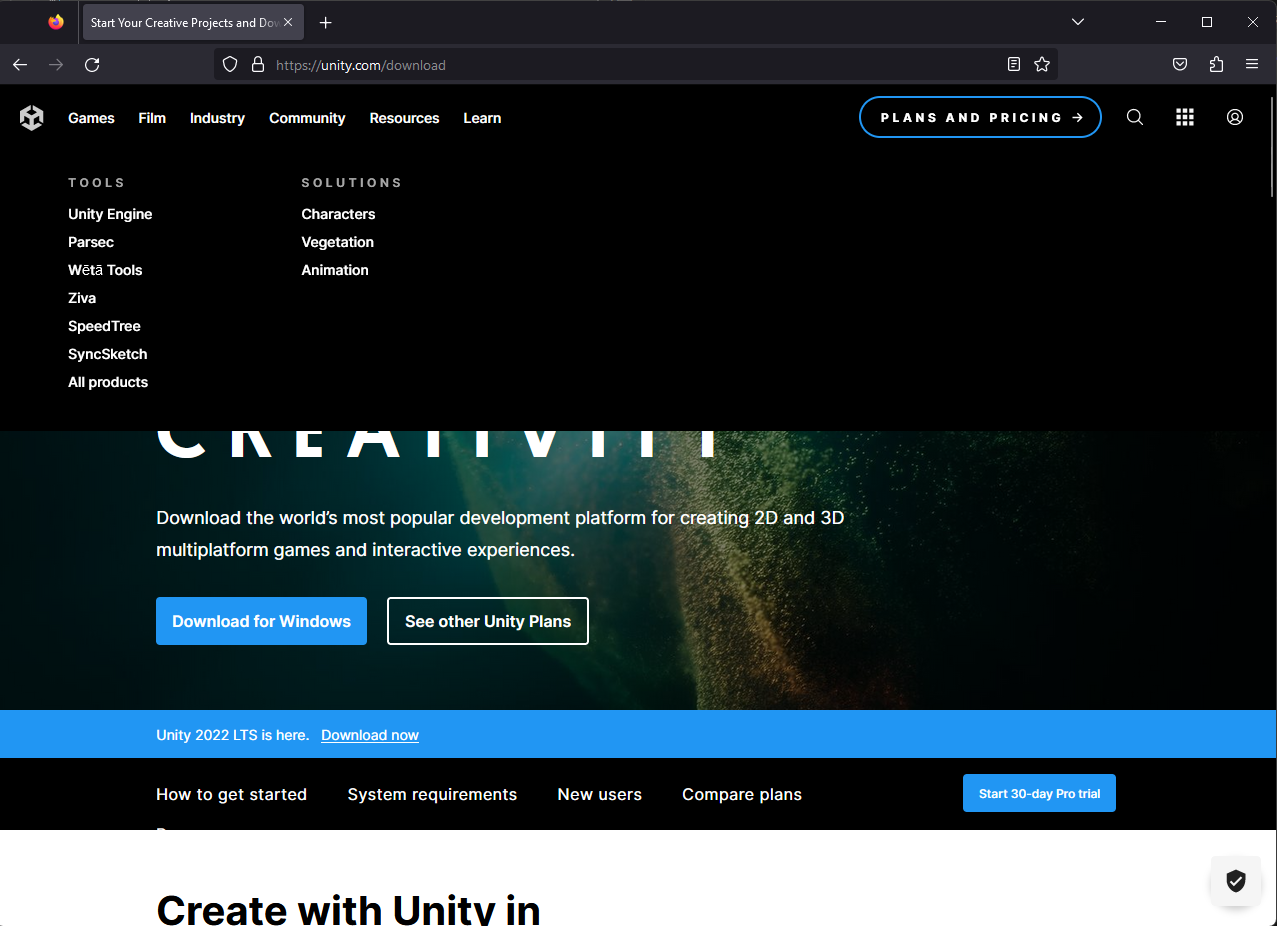 Start Your Creative Projects and Dow
https://unity.com/download
Games Film Industry Community Resources Learn PLANS AND PRICING →
TOOLS
Unity Engine
Parsec
Wētā Tools
Ziva
SpeedTree
SyncSketch
All products
SOLUTIONS
Characters
Vegetation
Animation
CREATIVITY
Download the world's most popular development platform for creating 2D and 3D
multiplatform games and interactive experiences.
Download for Windows See other Unity Plans
Unity 2022 LTS is here. Download now
How to get started System requirements New users Compare plans Start 30-day Pro trial
Create with Unity in